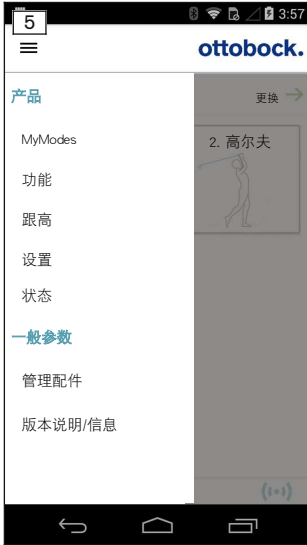 5
3:57
ottobock.
产品
更换
MyModes
2. 高尔夫
功能
跟高
设置
状态
一般参数
管理配件
版本说明/信息